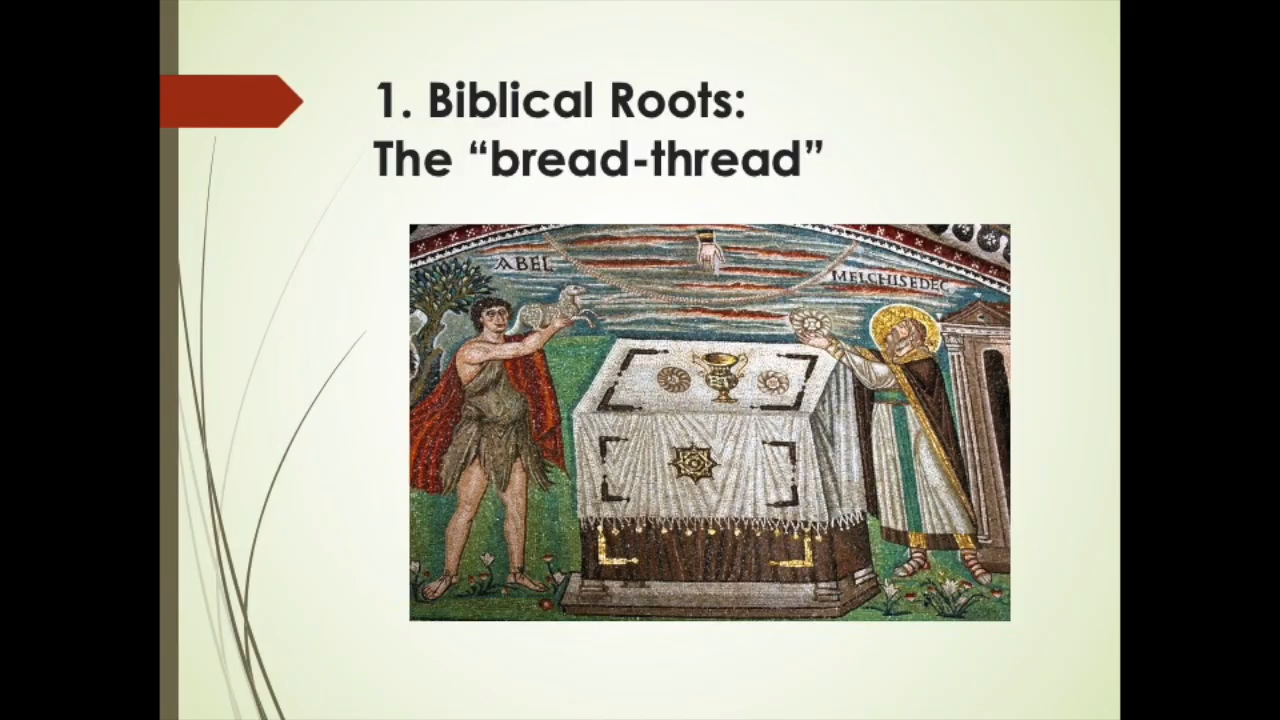 1. Biblical Roots:
The “bread-thread”
ABEL
MELCHISEDEC